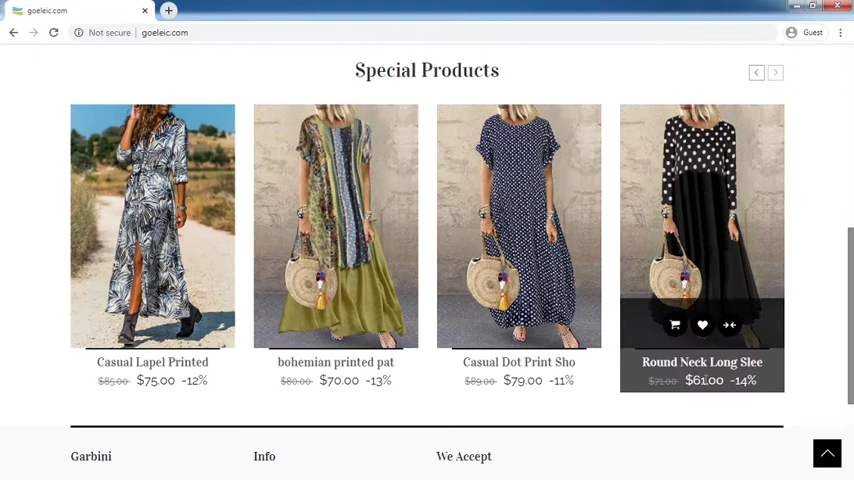 goeleic.com
Not secure goeleic.com Guest
Special Products
Casual Lapel Printed
$85.00 $75.00 -12%
bohemian printed pat
$80.00 $70.00 -13%
Casual Dot Print Sho
$89.00 $79.00 -11%
Round Neck Long Slee
$71.00 $61.00 -14%
Garbini
Info
We Accept